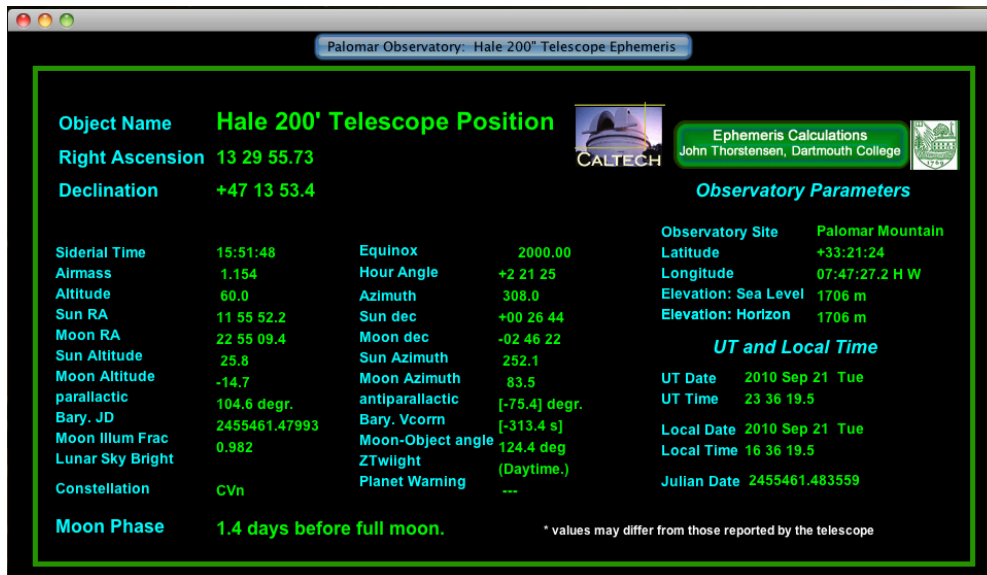 Palomar Observatory: Hale 200" Telescope Ephemeris
Object Name Hale 200' Telescope Position
CALTECH
Ephemeris Calculations
John Thorstensen, Dartmouth College
Right Ascension 13 29 55.73
Declination +47 13 53.4
Observatory Parameters
Observatory Site Palomar Mountain
Latitude +33:21:24
Longitude 07:47:27.2 H W
Elevation: Sea Level 1706 m
Elevation: Horizon 1706 m
Siderial Time 15:51:48 Equinox 2000.00
Airmass 1.154 Hour Angle +2 21 25
Altitude 60.0 Azimuth 308.0
Sun RA 11 55 52.2 Sun dec +00 26 44
Moon RA 22 55 09.4 Moon dec -02 46 22
Sun Altitude 25.8 Sun Azimuth 252.1
Moon Altitude -14.7 Moon Azimuth 83.5
parallactic 104.6 degr. antiparallactic [-75.4] degr.
Bary. JD 2455461.47993 Bary. Vcorrn [-313.4 s]
Moon Illum Frac 0.982 Moon-Object angle 124.4 deg
Lunar Sky Bright ZTwiight (Daytime.)
Constellation CVn Planet Warning ---
UT and Local Time
UT Date 2010 Sep 21 Tue
UT Time 23 36 19.5
Local Date 2010 Sep 21 Tue
Local Time 16 36 19.5
Julian Date 2455461.483559
Moon Phase 1.4 days before full moon.
* values may differ from those reported by the telescope